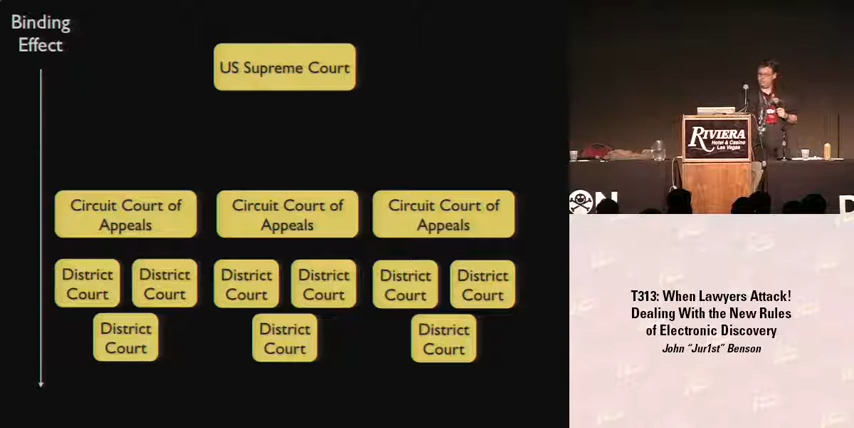 Binding
Effect
US Supreme Court
Circuit Court of
Appeals
Circuit Court of
Appeals
Circuit Court of
Appeals
District
Court
District
Court
District
Court
District
Court
District
Court
District
Court
District
Court
District
Court
District
Court
RIVIERA
Hotel & Casino
Las Vegas
ON
D
T313: When Lawyers Attack!
Dealing With the New Rules
of Electronic Discovery
John "Jur1st" Benson